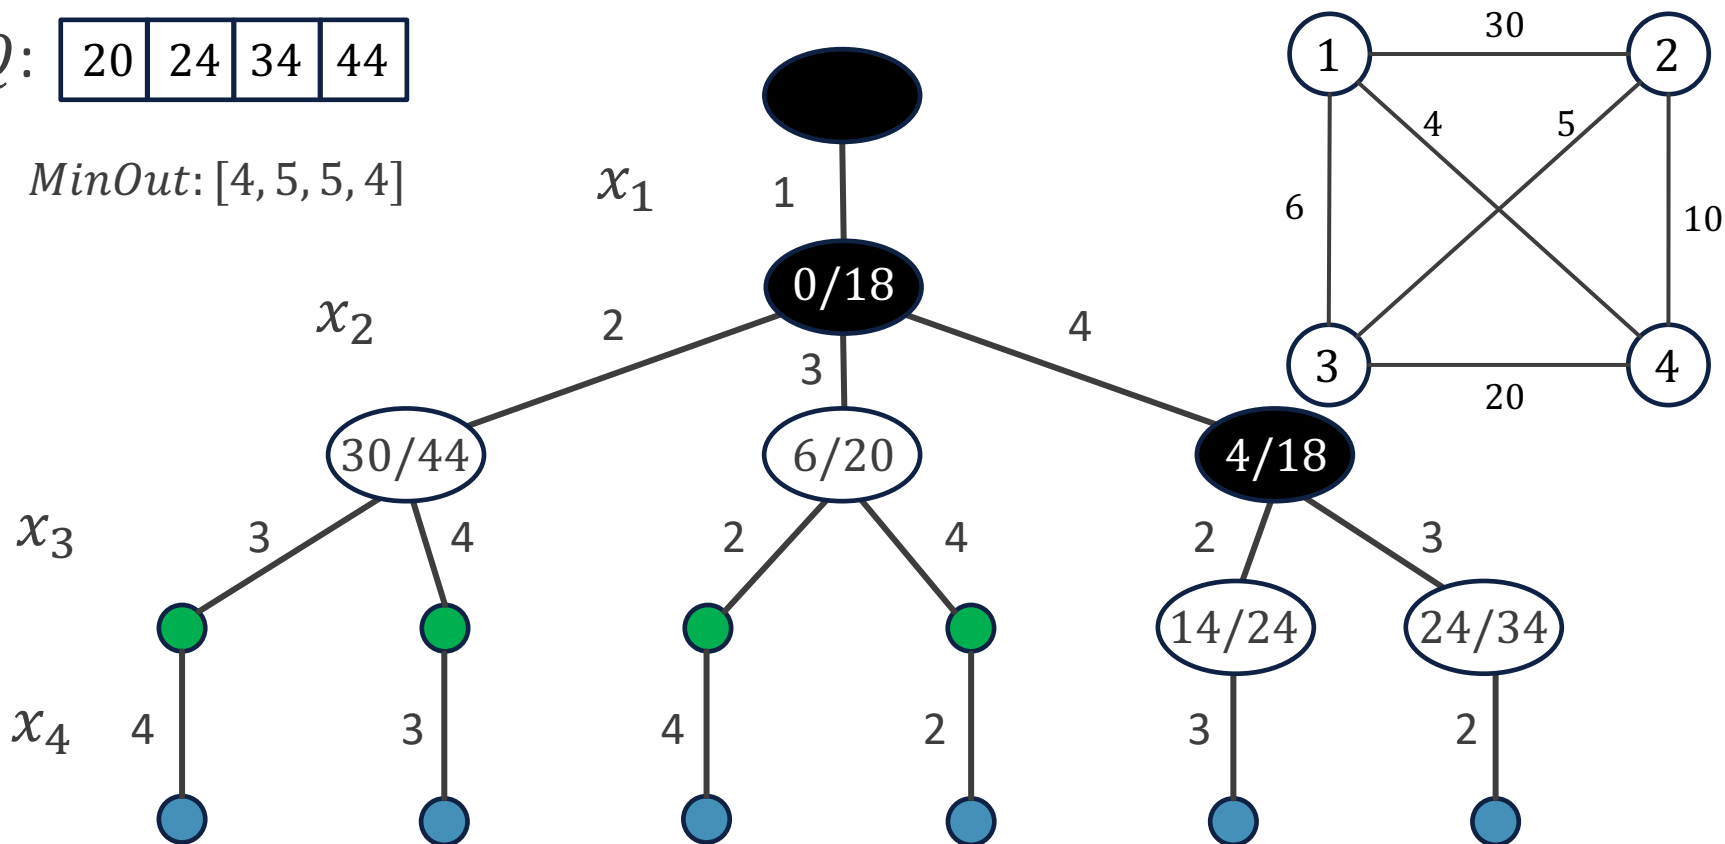 Q: 20 24 34 44
MinOut: [4, 5, 5, 4]
x₁ 1
0/18
x₂ 2 3 4
30/44 6/20 4/18
x₃ 3 4 2 4 2 3
14/24 24/34
x₄ 4 3 4 2 3 2
1 30 2
4 5
6 10
3 20 4